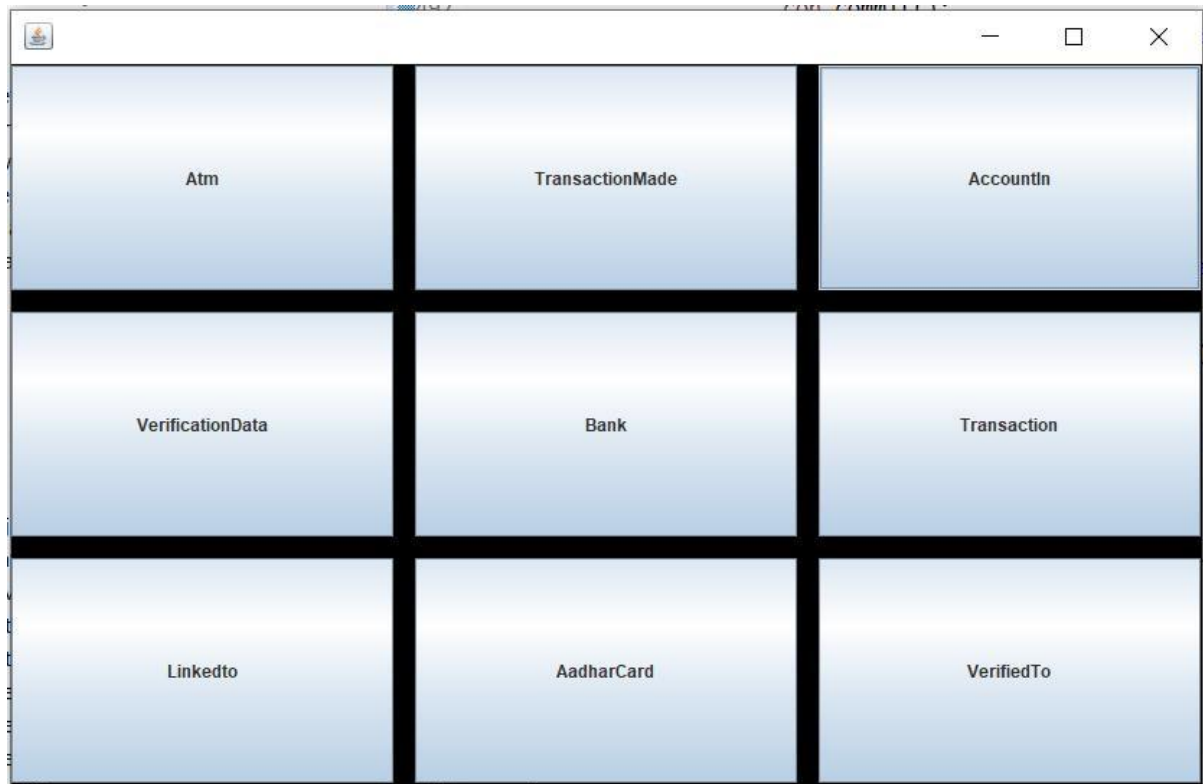 Atm
TransactionMade
AccountIn
VerificationData
Bank
Transaction
Linkedto
AadharCard
VerifiedTo